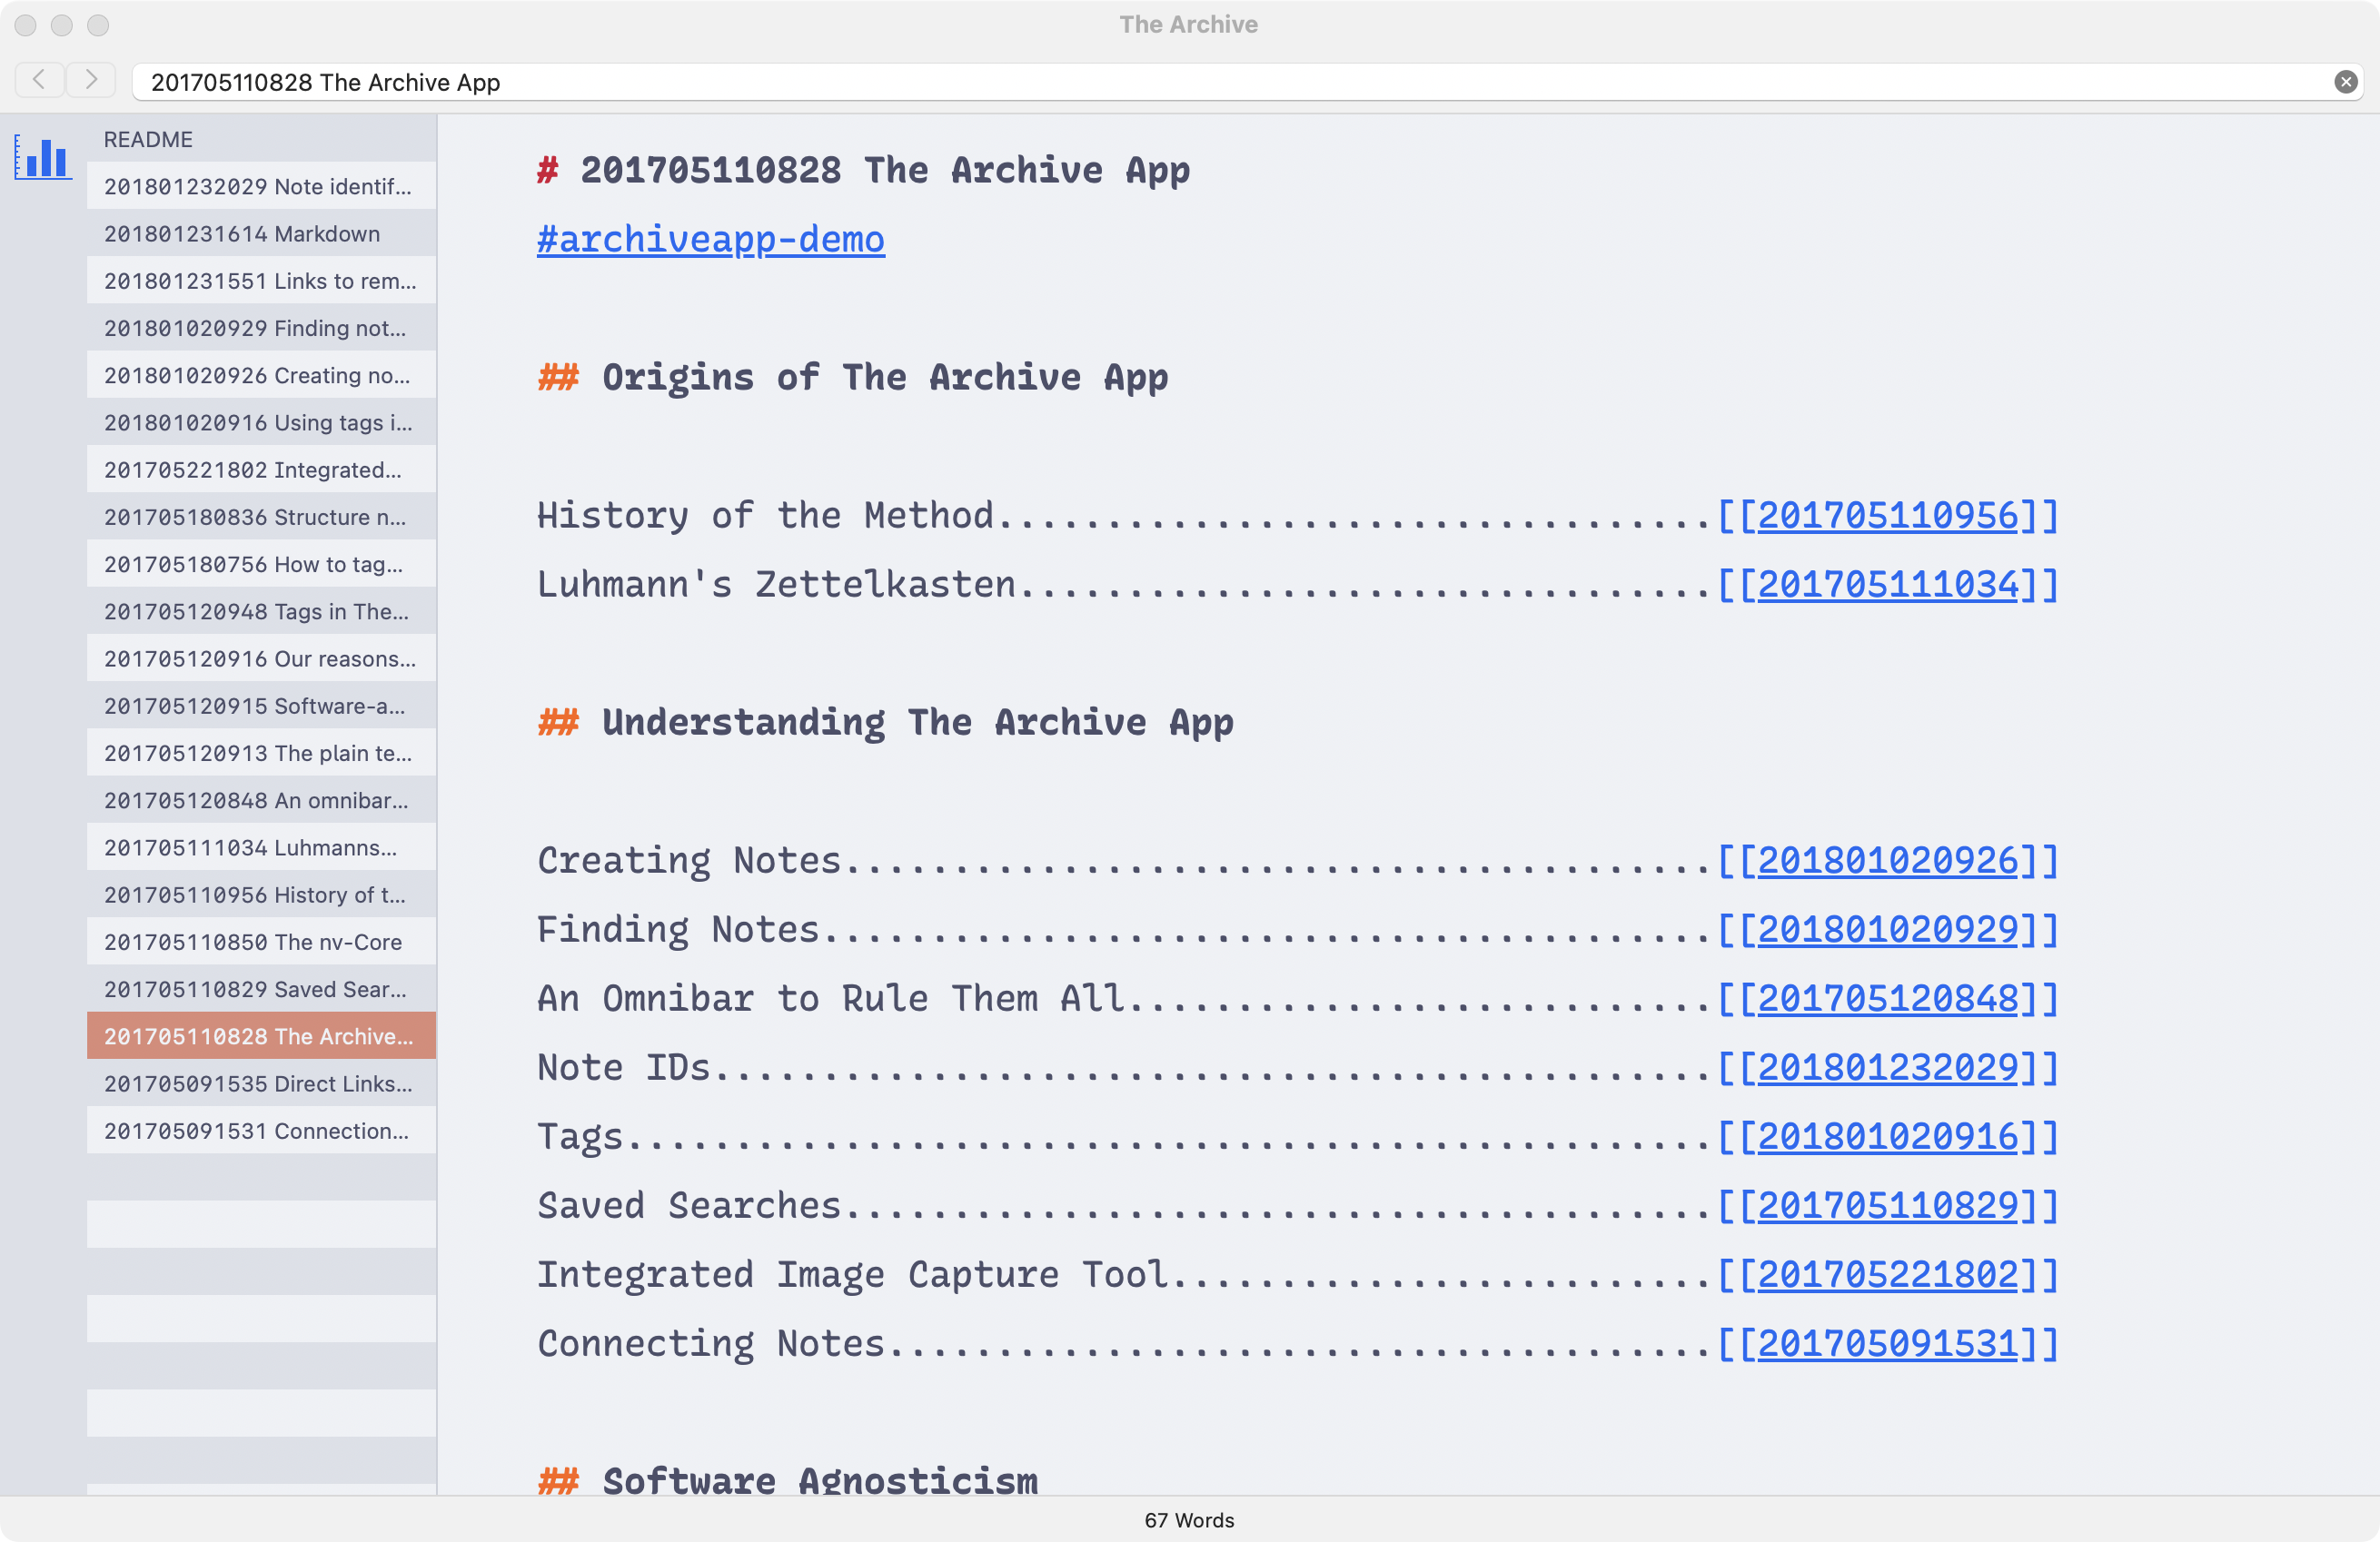 The Archive
201705110828 The Archive App
README
201801232029 Note identif...
201801231614 Markdown
201801231551 Links to rem...
201801020929 Finding not...
201801020926 Creating no...
201801020916 Using tags i...
201705221802 Integrated...
201705180836 Structure n...
201705180756 How to tag...
201705120948 Tags in The...
201705120916 Our reasons...
201705120915 Software-a...
201705120913 The plain te...
201705120848 An omnibar...
201705111034 Luhmanns...
201705110956 History of t...
201705110850 The nv-Core
201705110829 Saved Sear...
201705110828 The Archive...
201705091535 Direct Links...
201705091531 Connection...
# 201705110828 The Archive App
#archiveapp-demo
## Origins of The Archive App
History of the Method.................................[[201705110956]]
Luhmann's Zettelkasten................................[[201705111034]]
## Understanding The Archive App
Creating Notes........................................[[201801020926]]
Finding Notes.........................................[[201801020929]]
An Omnibar to Rule Them All...........................[[201705120848]]
Note IDs..............................................[[201801232029]]
Tags..................................................[[201801020916]]
Saved Searches........................................[[201705110829]]
Integrated Image Capture Tool.........................[[201705221802]]
Connecting Notes......................................[[201705091531]]
## Software Agnosticism
67 Words